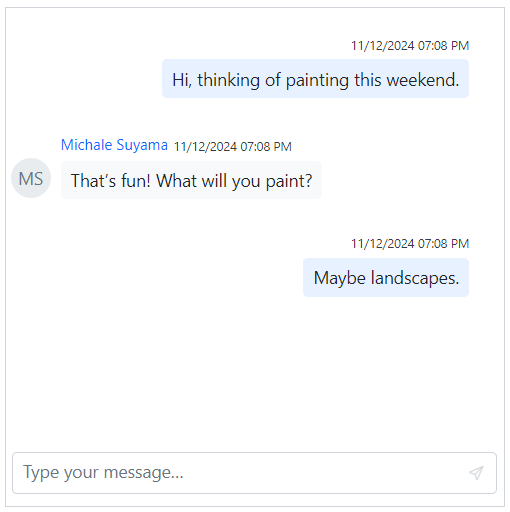 11/12/2024 07:08 PM
Hi, thinking of painting this weekend.
Michale Suyama 11/12/2024 07:08 PM
MS
That's fun! What will you paint?
11/12/2024 07:08 PM
Maybe landscapes.
Type your message...